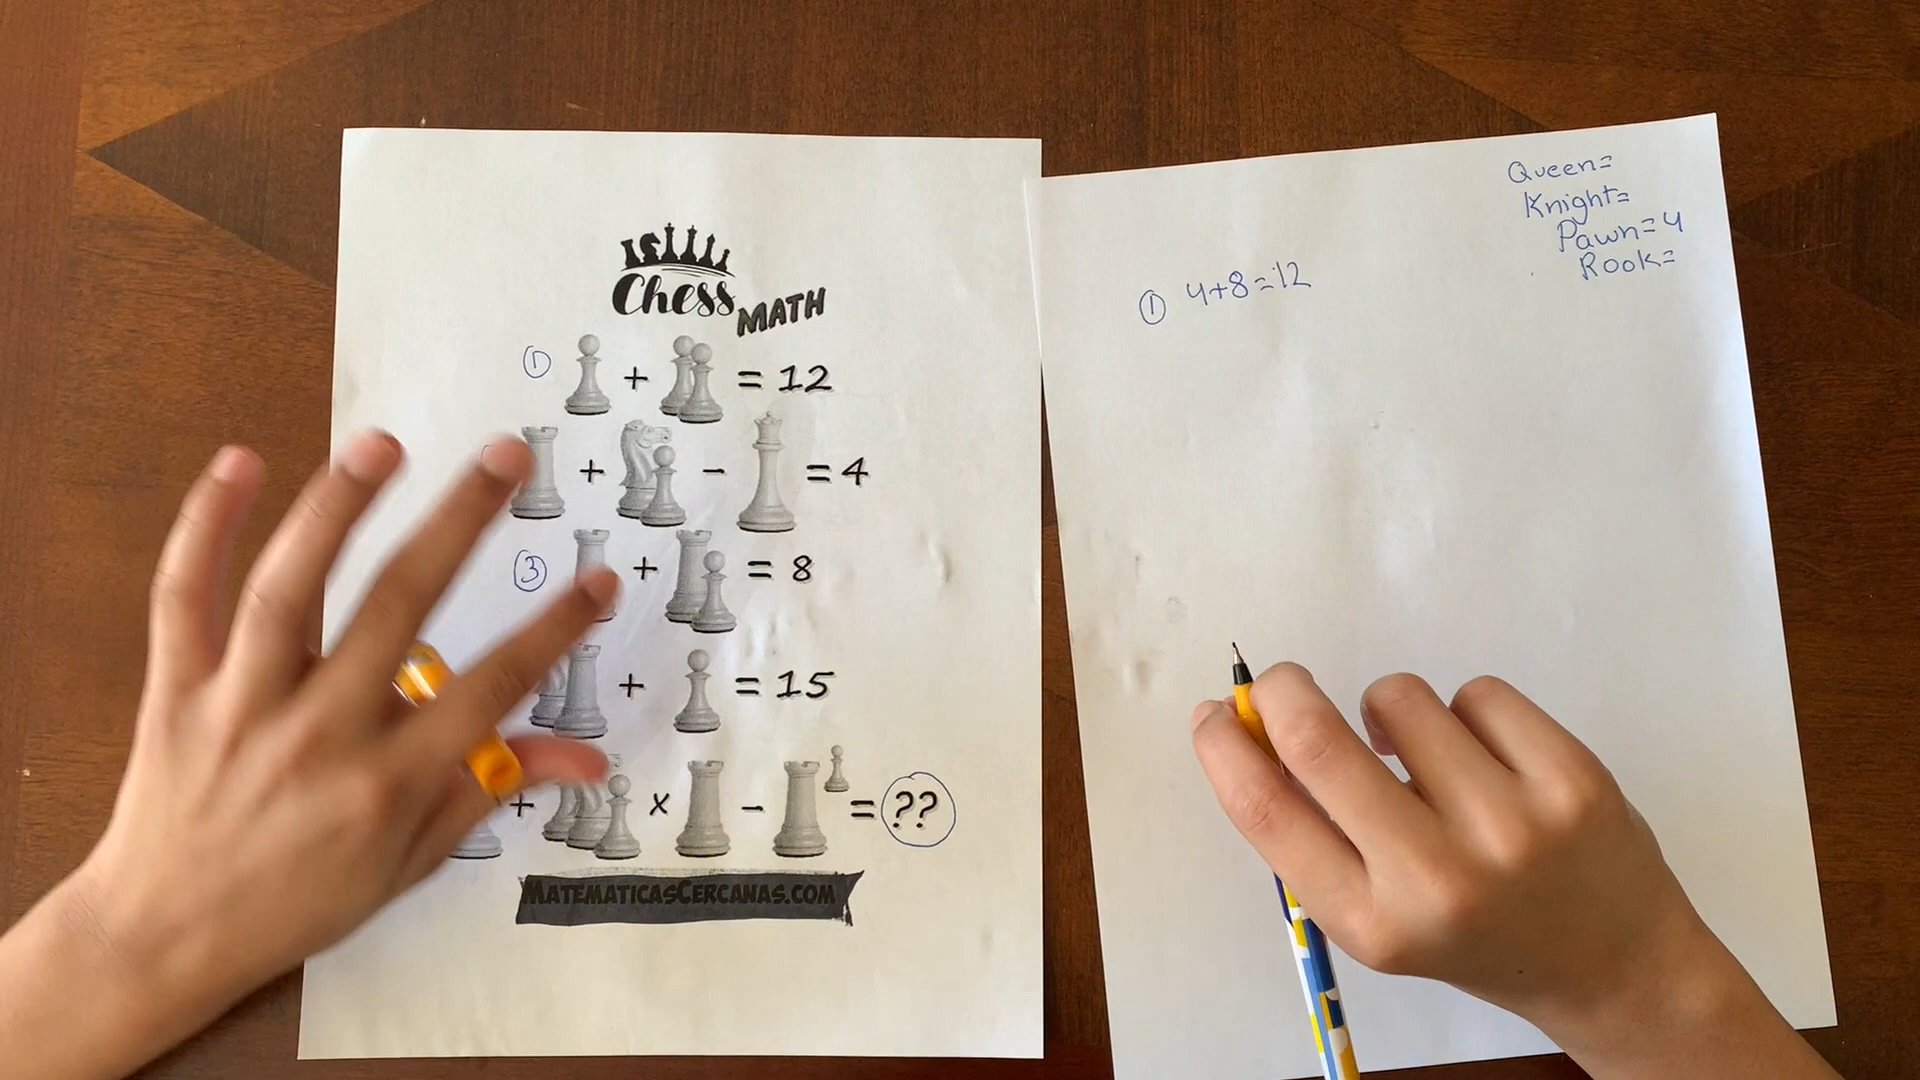 Chess MATH
① + = 12
+ - = 4
③ + = 8
+ = 15
+ x - = ??
MATEMATICASCERCANAS.COM
Queen=
Knight=
Pawn=4
Rook=
① 4+8=12